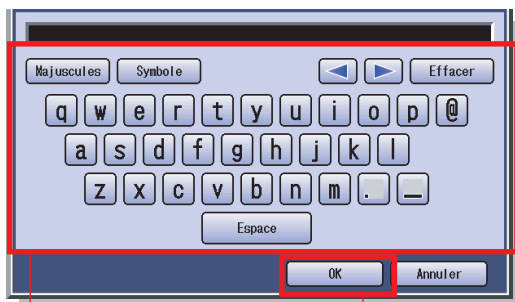 Majuscules Symbole Effacer
q w e r t y u i o p @
a s d f g h j k l
z x c v b n m . _
Espace
OK Annuler